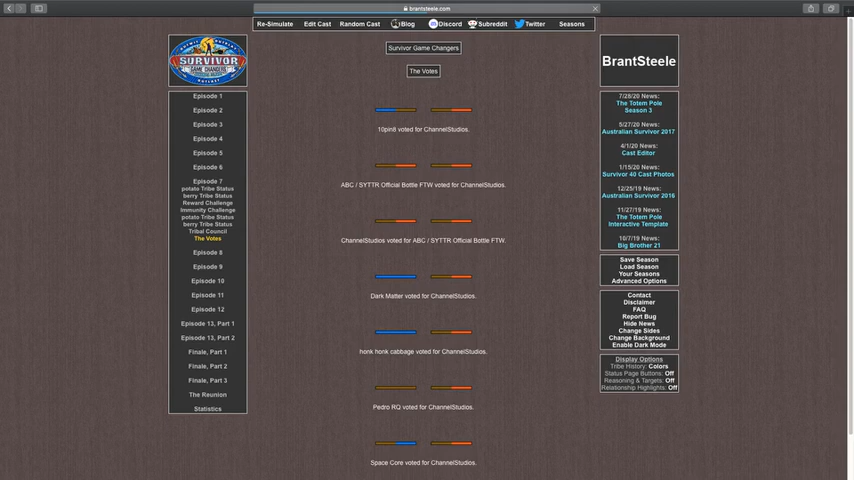 brantsteele.com
Re-Simulate Edit Cast Random Cast Blog Discord Subreddit Twitter Seasons
SURVIVOR
GAME CHANGERS
Episode 1
Episode 2
Episode 3
Episode 4
Episode 5
Episode 6
Episode 7
potato Tribe Status
berry Tribe Status
Reward Challenge
Immunity Challenge
potato Tribe Status
berry Tribe Status
Tribal Council
The Votes
Episode 8
Episode 9
Episode 10
Episode 11
Episode 12
Episode 13, Part 1
Episode 13, Part 2
Finale, Part 1
Finale, Part 2
Finale, Part 3
The Reunion
Statistics
Survivor Game Changers
The Votes
10pin8 voted for ChannelStudios.
ABC / SYTTR Official Bottle FTW voted for ChannelStudios.
ChannelStudios voted for ABC / SYTTR Official Bottle FTW.
Dark Matter voted for ChannelStudios.
honk honk cabbage voted for ChannelStudios.
Pedro RQ voted for ChannelStudios.
Space Core voted for ChannelStudios.
BrantSteele
7/28/20 News:
The Totem Pole
Season 3
5/27/20 News:
Australian Survivor 2017
4/1/20 News:
Cast Editor
1/15/20 News:
Survivor 40 Cast Photos
12/25/19 News:
Australian Survivor 2016
11/27/19 News:
The Totem Pole
Interactive Template
10/7/19 News:
Big Brother 21
Save Season
Load Season
Your Seasons
Advanced Options
Contact
Disclaimer
FAQ
Report Bug
Hide News
Change Sides
Change Background
Enable Dark Mode
Display Options
Tribe History: Colors
Status Page Buttons: Off
Reasoning & Targets: Off
Relationship Highlights: Off